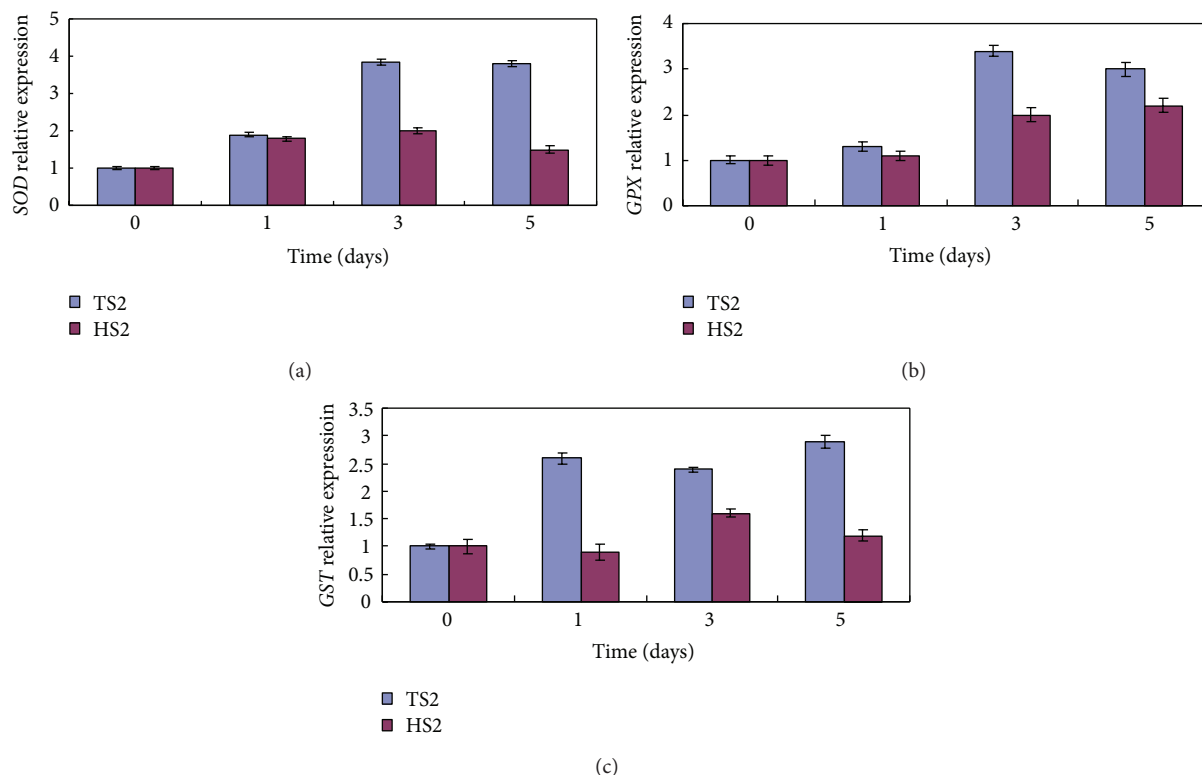 5
4
3
2
1
0
SOD relative expression
0 1 3 5
Time (days)
TS2
HS2
(a)
4
3
2
1
0
GPX relative expression
0 1 3 5
Time (days)
TS2
HS2
(b)
3.5
3
2.5
2
1.5
1
0.5
0
GST relative expressioin
0 1 3 5
Time (days)
TS2
HS2
(c)